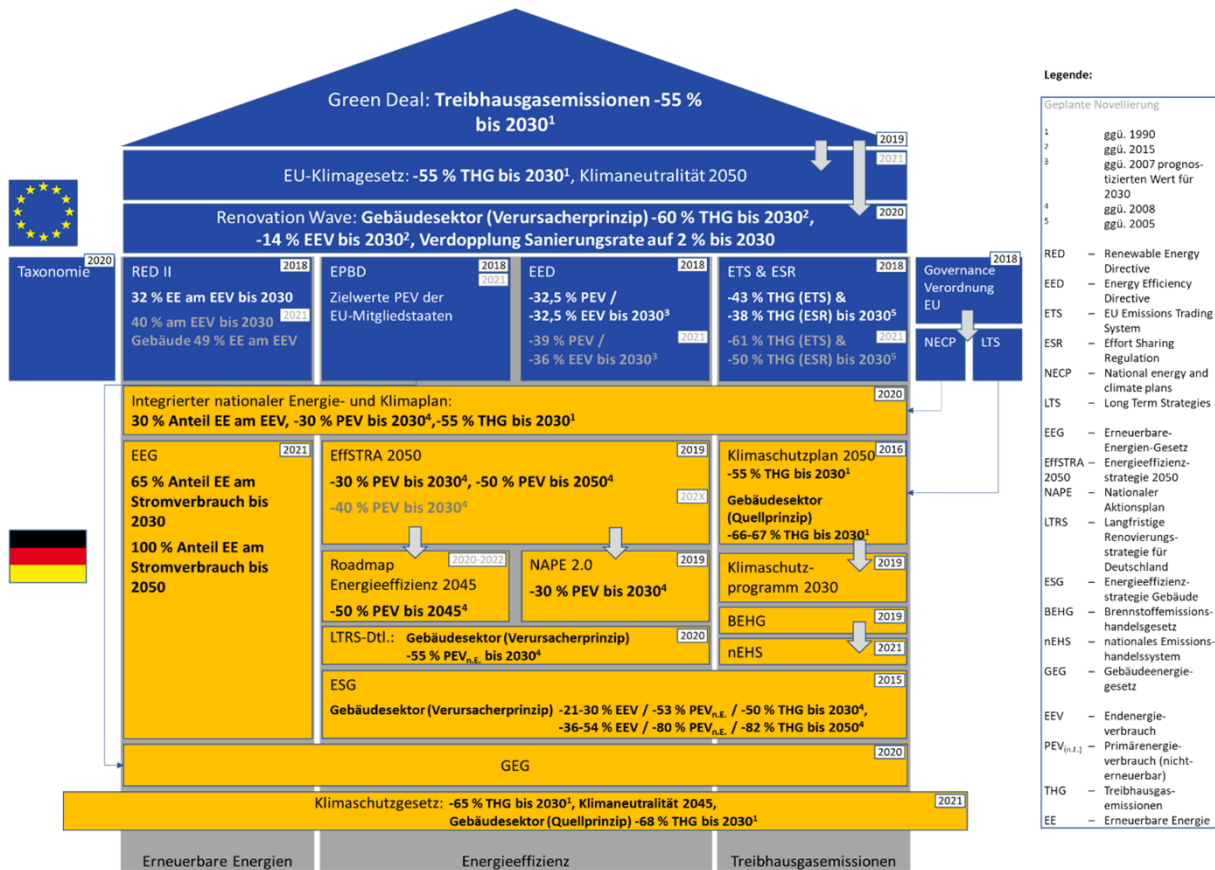 Green Deal: Treibhausgasemissionen -55 %
bis 2030¹
2019
EU-Klimagesetz: -55 % THG bis 2030¹, Klimaneutralität 2050
2021
Renovation Wave: Gebäudesektor (Verursacherprinzip) -60 % THG bis 2030²,
-14 % EEV bis 2030², Verdopplung Sanierungsrate auf 2 % bis 2030
2020
Taxonomie
2020
RED II
2018
32 % EE am EEV bis 2030
2021
40 % am EEV bis 2030
Gebäude 49 % EE am EEV
EPBD
2018
2021
Zielwerte PEV der
EU-Mitgliedstaaten
EED
2018
-32,5 % PEV /
-32,5 % EEV bis 2030³
2021
-39 % PEV /
-36 % EEV bis 2030³
ETS & ESR
2018
-43 % THG (ETS) &
-38 % THG (ESR) bis 2030⁵
2021
-61 % THG (ETS) &
-50 % THG (ESR) bis 2030⁵
2018
Governance
Verordnung
EU
NECP
LTS
Integrierter nationaler Energie- und Klimaplan:
2020
30 % Anteil EE am EEV, -30 % PEV bis 2030⁴,-55 % THG bis 2030¹
EEG
2021
65 % Anteil EE am
Stromverbrauch bis
2030
100 % Anteil EE am
Stromverbrauch bis
2050
EffSTRA 2050
2019
-30 % PEV bis 2030⁴, -50 % PEV bis 2050⁴
202X
-40 % PEV bis 2030⁴
Klimaschutzplan 2050
2016
-55 % THG bis 2030¹
Gebäudesektor
(Quellprinzip)
-66-67 % THG bis 2030¹
Roadmap
2020-2022
Energieeffizienz 2045
-50 % PEV bis 2045⁴
NAPE 2.0
2019
-30 % PEV bis 2030⁴
Klimaschutz-
2019
programm 2030
BEHG
2019
nEHS
2021
LTRS-Dtl.: Gebäudesektor (Verursacherprinzip)
2020
-55 % PEVn.E. bis 2030⁴
ESG
2015
Gebäudesektor (Verursacherprinzip) -21-30 % EEV / -53 % PEVn.E. / -50 % THG bis 2030⁴,
-36-54 % EEV / -80 % PEVn.E. / -82 % THG bis 2050⁴
GEG
2020
Klimaschutzgesetz: -65 % THG bis 2030¹, Klimaneutralität 2045,
2021
Gebäudesektor (Quellprinzip) -68 % THG bis 2030¹
Erneuerbare Energien
Energieeffizienz
Treibhausgasemissionen
Legende:
Geplante Novellierung
1 ggü. 1990
2 ggü. 2015
3 ggü. 2007 prognos-
tizierten Wert für
2030
4 ggü. 2008
5 ggü. 2005
RED – Renewable Energy
Directive
EED – Energy Efficiency
Directive
ETS – EU Emissions Trading
System
ESR – Effort Sharing
Regulation
NECP – National energy and
climate plans
LTS – Long Term Strategies
EEG – Erneuerbare-
Energien-Gesetz
EffSTRA – Energieeffizienz-
2050 strategie 2050
NAPE – Nationaler
Aktionsplan
LTRS – Langfristige
Renovierungs-
strategie für
Deutschland
ESG – Energieeffizienz-
strategie Gebäude
BEHG – Brennstoffemissions-
handelsgesetz
nEHS – nationales Emissions-
handelssystem
GEG – Gebäudeenergie-
gesetz
EEV – Endenergie-
verbrauch
PEV(n.E.) – Primärenergie-
verbrauch (nicht-
erneuerbar)
THG – Treibhausgas-
emissionen
EE – Erneuerbare Energie